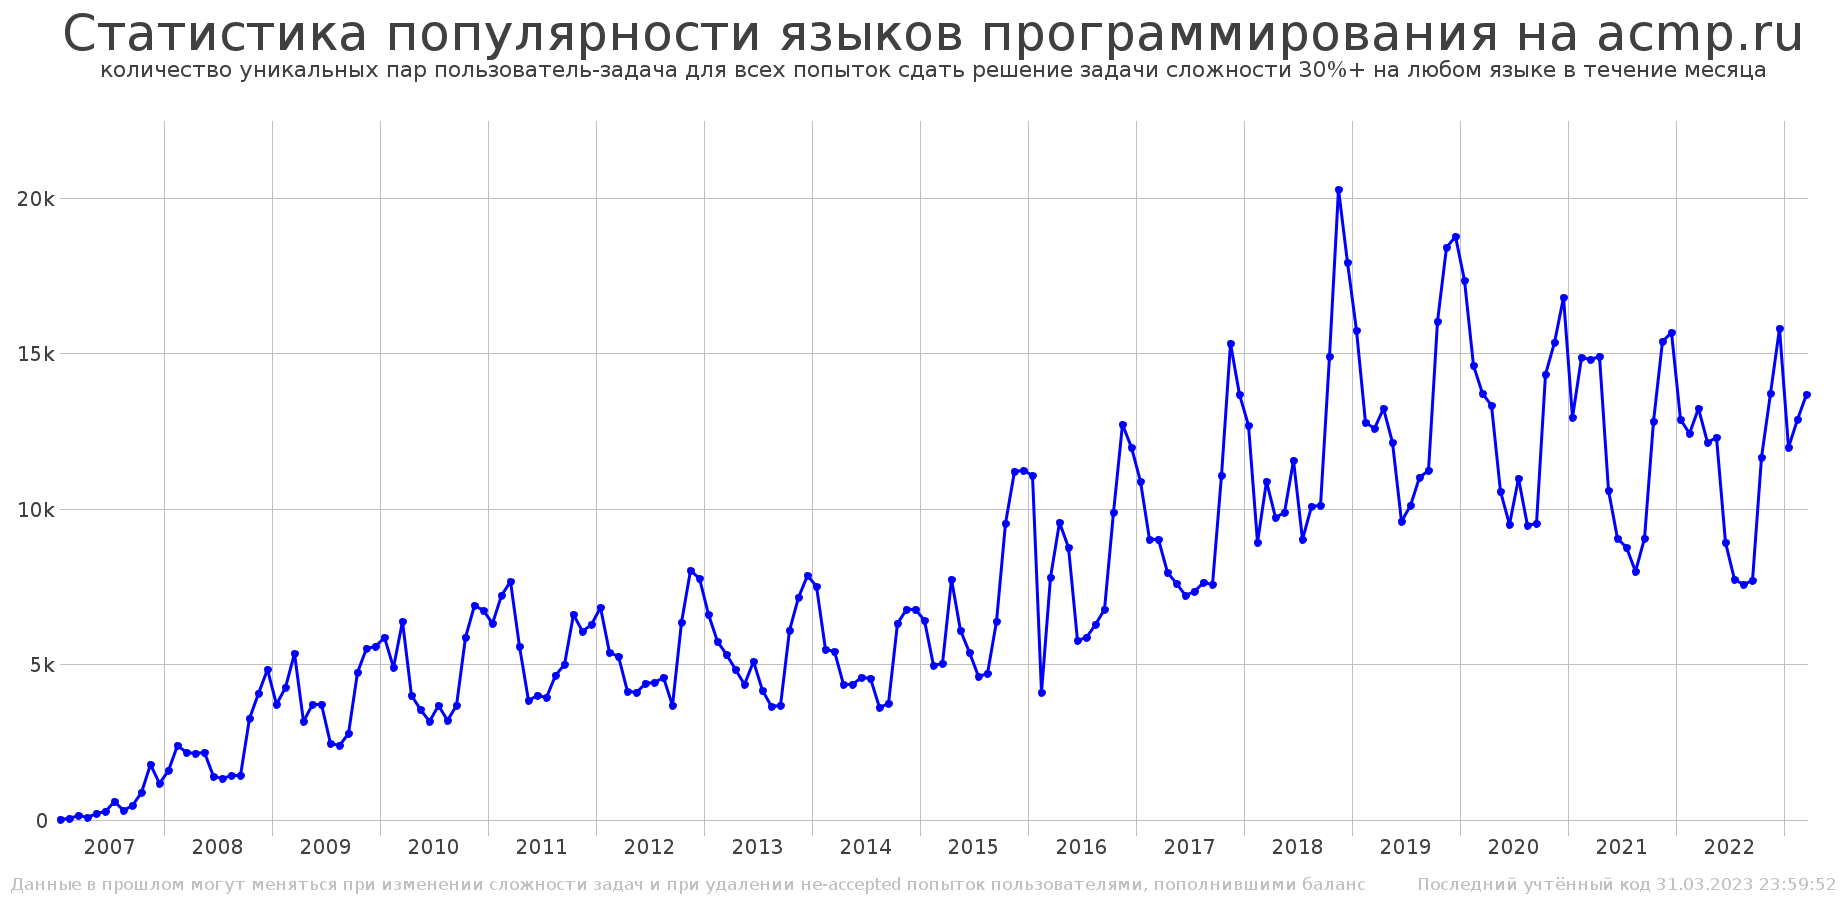 Статистика популярности языков программирования на acmp.ru
количество уникальных пар пользователь-задача для всех попыток сдать решение задачи сложности 30%+ на любом языке в течение месяца
20k
15k
10k
5k
0
2007 2008 2009 2010 2011 2012 2013 2014 2015 2016 2017 2018 2019 2020 2021 2022
Данные в прошлом могут меняться при изменении сложности задач и при удалении не-accepted попыток пользователями, пополнившими баланс Последний учтённый код 31.03.2023 23:59:52